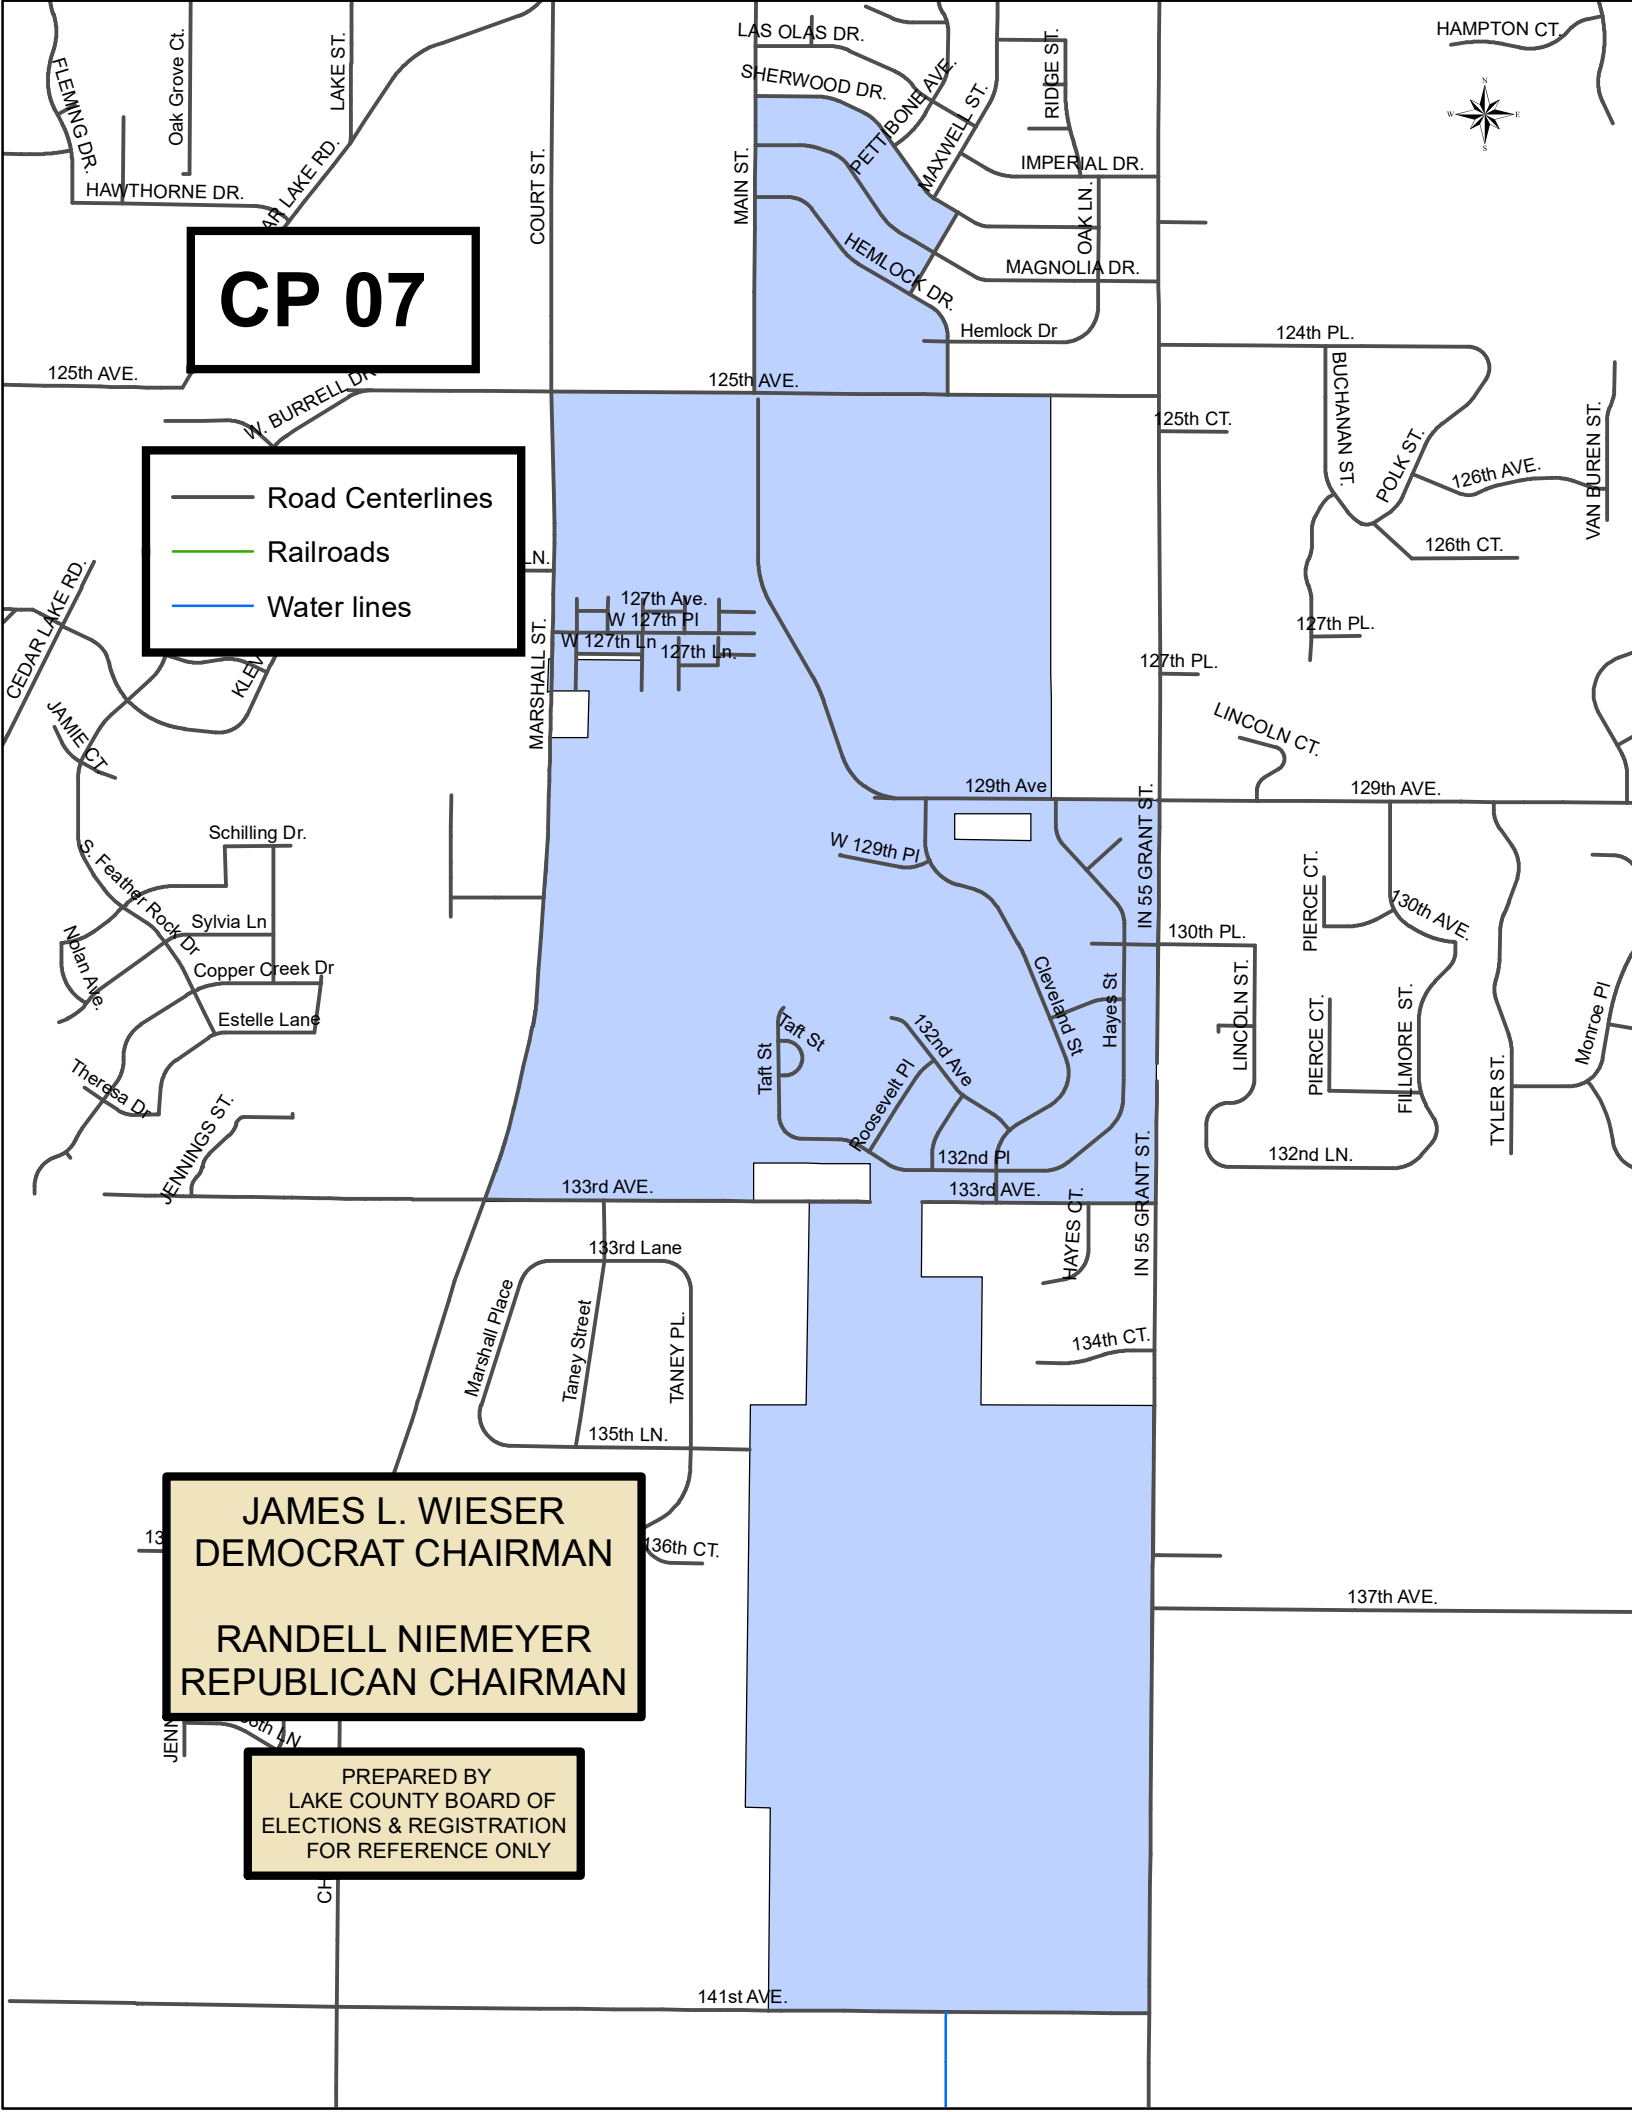 LAS OLAS DR.
SHERWOOD DR.
PETTIBONE AVE.
MAXWELL ST.
RIDGE ST.
HAMPTON CT.
N
W
E
S
FLEMING DR.
Oak Grove Ct.
LAKE ST.
HAWTHORNE DR.
AR LAKE RD.
COURT ST.
MAIN ST.
IMPERIAL DR.
OAK LN.
MAGNOLIA DR.
HEMLOCK DR.
Hemlock Dr
CP 07
125th AVE.
W. BURRELL DR
125th AVE.
124th PL.
125th CT.
BUCHANAN ST.
POLK ST.
126th AVE.
VAN BUREN ST.
126th CT.
127th PL.
127th PL.
Road Centerlines
Railroads
Water lines
LN.
127th Ave.
W 127th Pl
W 127th Ln
127th Ln.
MARSHALL ST.
CEDAR LAKE RD.
KLEV
JAMIE CT.
LINCOLN CT.
129th Ave
129th AVE.
IN 55 GRANT ST.
W 129th Pl
Schilling Dr.
S. Feather Rock Dr
Sylvia Ln
Nolan Ave.
Copper Creek Dr
Estelle Lane
Theresa Dr
JENNINGS ST.
PIERCE CT.
130th AVE.
130th PL.
LINCOLN ST.
PIERCE CT.
FILLMORE ST.
TYLER ST.
Monroe Pl
132nd LN.
Cleveland St
Hayes St
Taft St
Taft St
132nd Ave
Roosevelt Pl
132nd Pl
133rd AVE.
133rd AVE.
HAYES CT.
IN 55 GRANT ST.
133rd Lane
Marshall Place
Taney Street
TANEY PL.
134th CT.
135th LN.
13
136th CT.
137th AVE.
JAMES L. WIESER
DEMOCRAT CHAIRMAN
RANDELL NIEMEYER
REPUBLICAN CHAIRMAN
JENN
8th LN
PREPARED BY
LAKE COUNTY BOARD OF
ELECTIONS & REGISTRATION
FOR REFERENCE ONLY
CH
141st AVE.